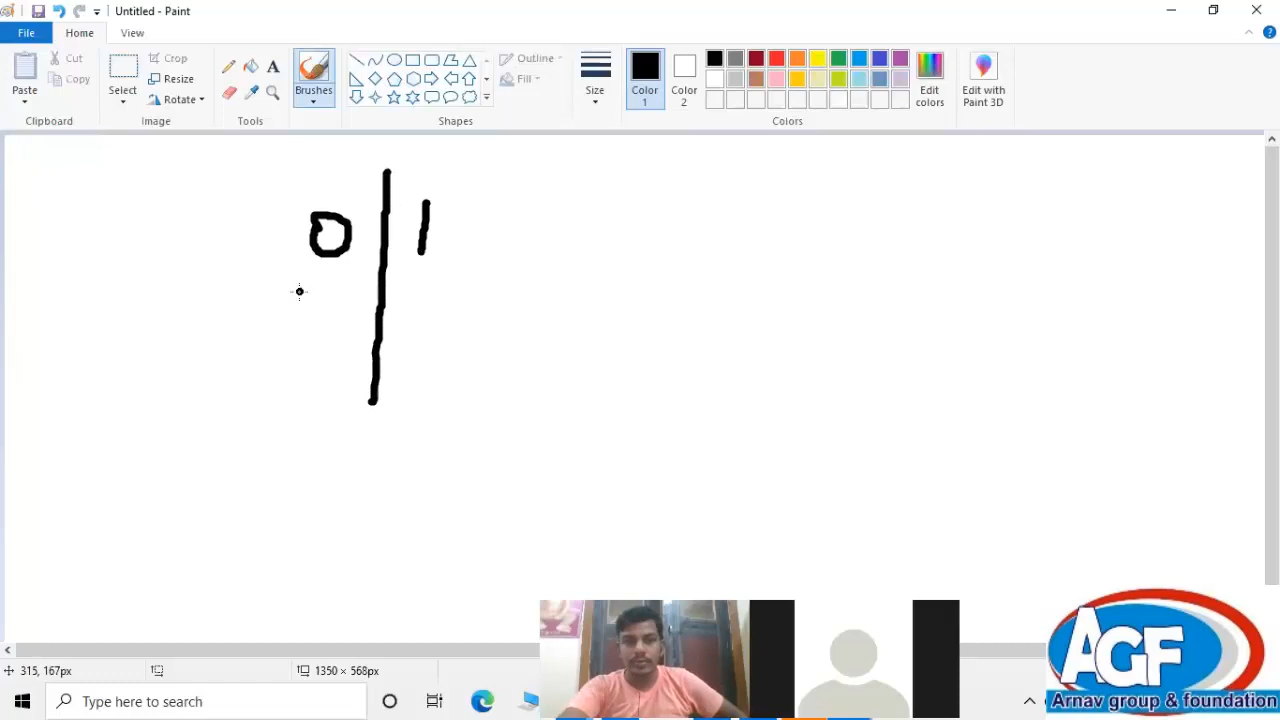 Untitled - Paint
File
Home
View
Paste
Cut
Copy
Clipboard
Select
Crop
Resize
Rotate
Image
Tools
Brushes
Shapes
Outline
Fill
Size
Color 1
Color 2
Colors
Edit colors
Edit with Paint 3D
0 | 1
315, 167px
1350 × 568px
Type here to search
AGF
Arnav group & foundation